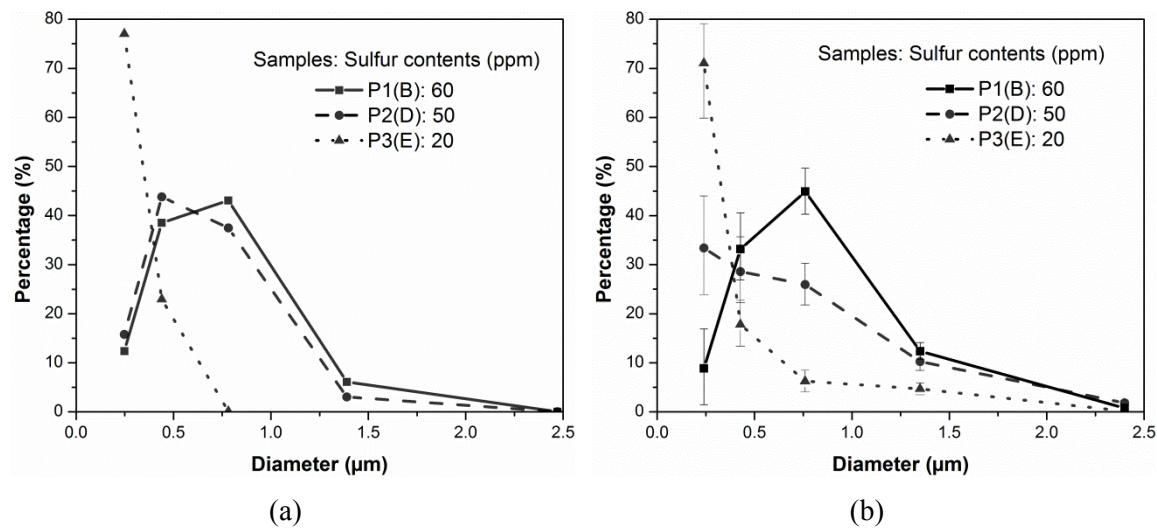 80
70
60
50
40
30
20
10
0
Percentage (%)
Samples: Sulfur contents (ppm)
P1(B): 60
P2(D): 50
P3(E): 20
0.0 0.5 1.0 1.5 2.0 2.5
Diameter (µm)
(a)
80
70
60
50
40
30
20
10
0
Percentage (%)
Samples: Sulfur contents (ppm)
P1(B): 60
P2(D): 50
P3(E): 20
0.0 0.5 1.0 1.5 2.0 2.5
Diameter (µm)
(b)